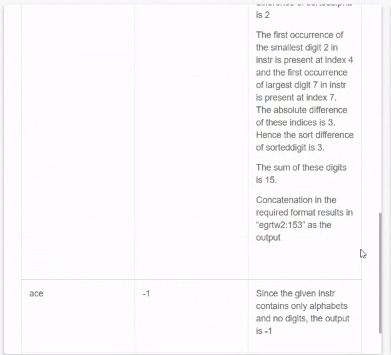 is 2
The first occurrence of
the smallest digit 2 in
instr is present at index 4
and the first occurrence
of largest digit 7 in instr
is present at index 7.
The absolute difference
of these indices is 3.
Hence the sort difference
of sorteddigit is 3.
The sum of these digits
is 15.
Concatenation in the
required format results in
"egrtw2:153" as the
output
ace
-1
Since the given instr
contains only alphabets
and no digits, the output
is -1